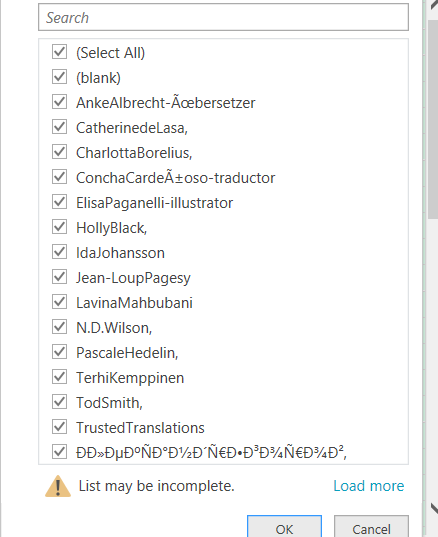 Search
(Select All)
(blank)
AnkeAlbrecht-Ãœbersetzer
CatherinedeLasa,
CharlottaBorelius,
ConchaCardeÃ±oso-traductor
ElisaPaganelli-illustrator
HollyBlack,
IdaJohansson
Jean-LoupPagesy
LavinaMahbubani
N.D.Wilson,
PascaleHedelin,
TerhiKemppinen
TodSmith,
TrustedTranslations
ÐÐ»ÐµÐºÑÐ°Ð½Ð´Ñ€Ð•Ð³Ð¾Ñ€Ð¾Ð²,
List may be incomplete.
Load more
OK
Cancel